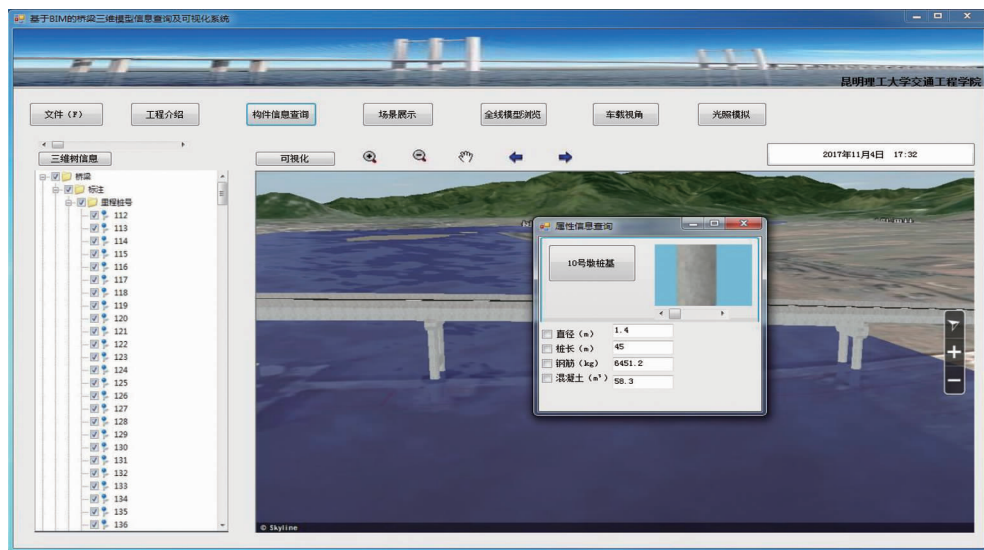 基于BIM的桥梁三维模型信息查询及可视化系统
昆明理工大学交通工程学院
文件（F） 工程介绍 构件信息查询 场景展示 全线模型浏览 车载视角 光照模拟
三维树信息 可视化 2017年11月4日 17:32
桥梁
标注
里程桩号
112
113
114
115
116
117
118
119
120
121
122
123
124
125
126
127
128
129
130
131
132
133
134
135
136
属性信息查询
10号墩桩基
直径（m） 1.4
桩长（m） 45
钢筋（kg） 6451.2
混凝土（m³） 58.3
© Skyline